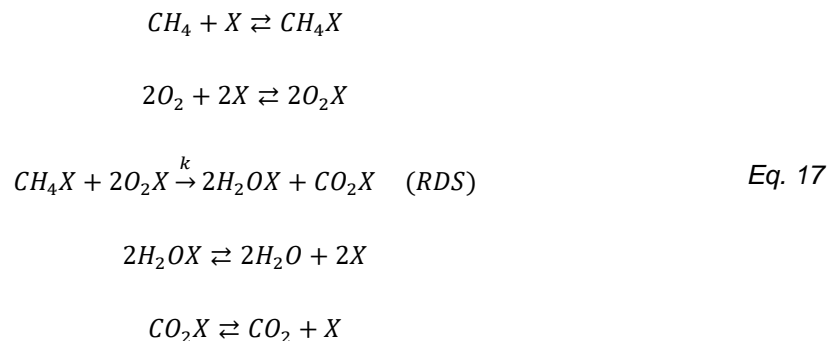 CH₄ + X ⇄ CH₄X
2O₂ + 2X ⇄ 2O₂X
CH₄X + 2O₂X →ᵏ 2H₂OX + CO₂X (RDS) Eq. 17
2H₂OX ⇄ 2H₂O + 2X
CO₂X ⇄ CO₂ + X